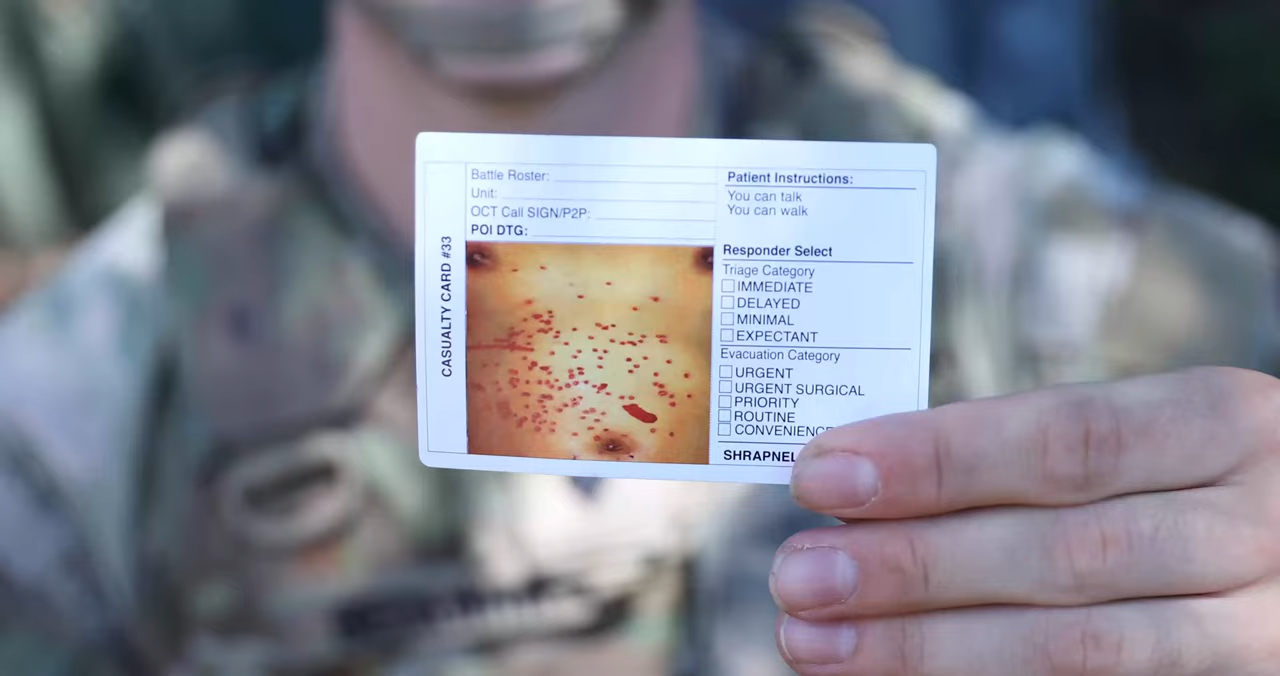 CASUALTY CARD #33
Battle Roster:
Unit:
OCT Call SIGN/P2P:
POI DTG:
Patient Instructions:
You can talk
You can walk
Responder Select
Triage Category
IMMEDIATE
DELAYED
MINIMAL
EXPECTANT
Evacuation Category
URGENT
URGENT SURGICAL
PRIORITY
ROUTINE
CONVENIENCE
SHRAPNEL